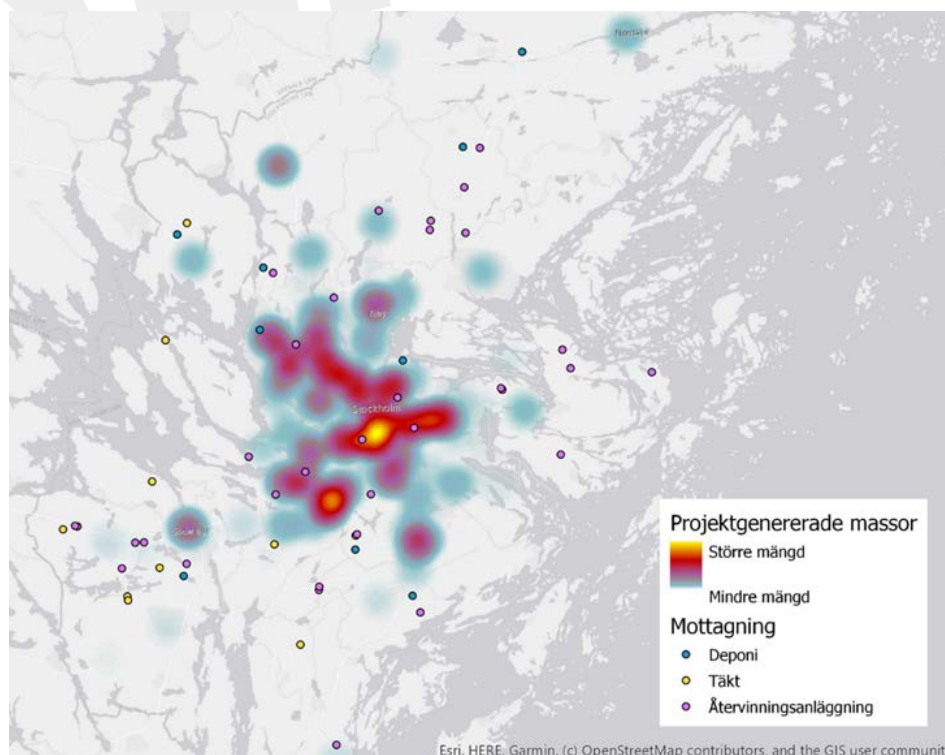 Norrtälje
Stockholm
Projektgenererade massor
Större mängd
Mindre mängd
Mottagning
Deponi
Täkt
Återvinningsanläggning
Esri, HERE, Garmin, (c) OpenStreetMap contributors, and the GIS user communit